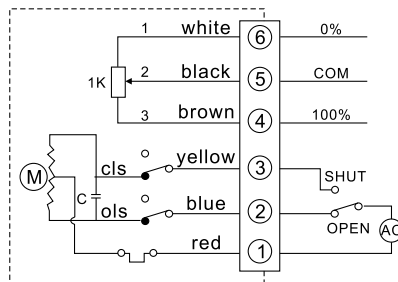 1 white 6 0%
1K 2 black 5 COM
3 brown 4 100%
cls yellow 3 SHUT
M C
ols blue 2 OPEN AC
red 1